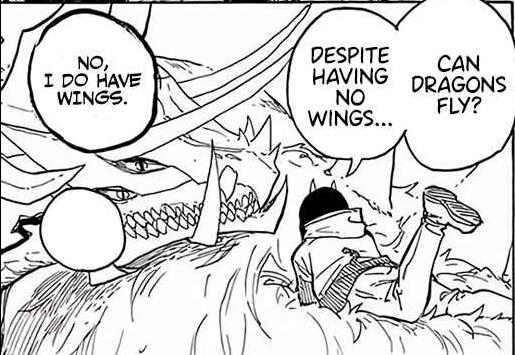 CAN
DRAGONS
FLY?
DESPITE
HAVING
NO
WINGS...
NO,
I DO HAVE
WINGS.